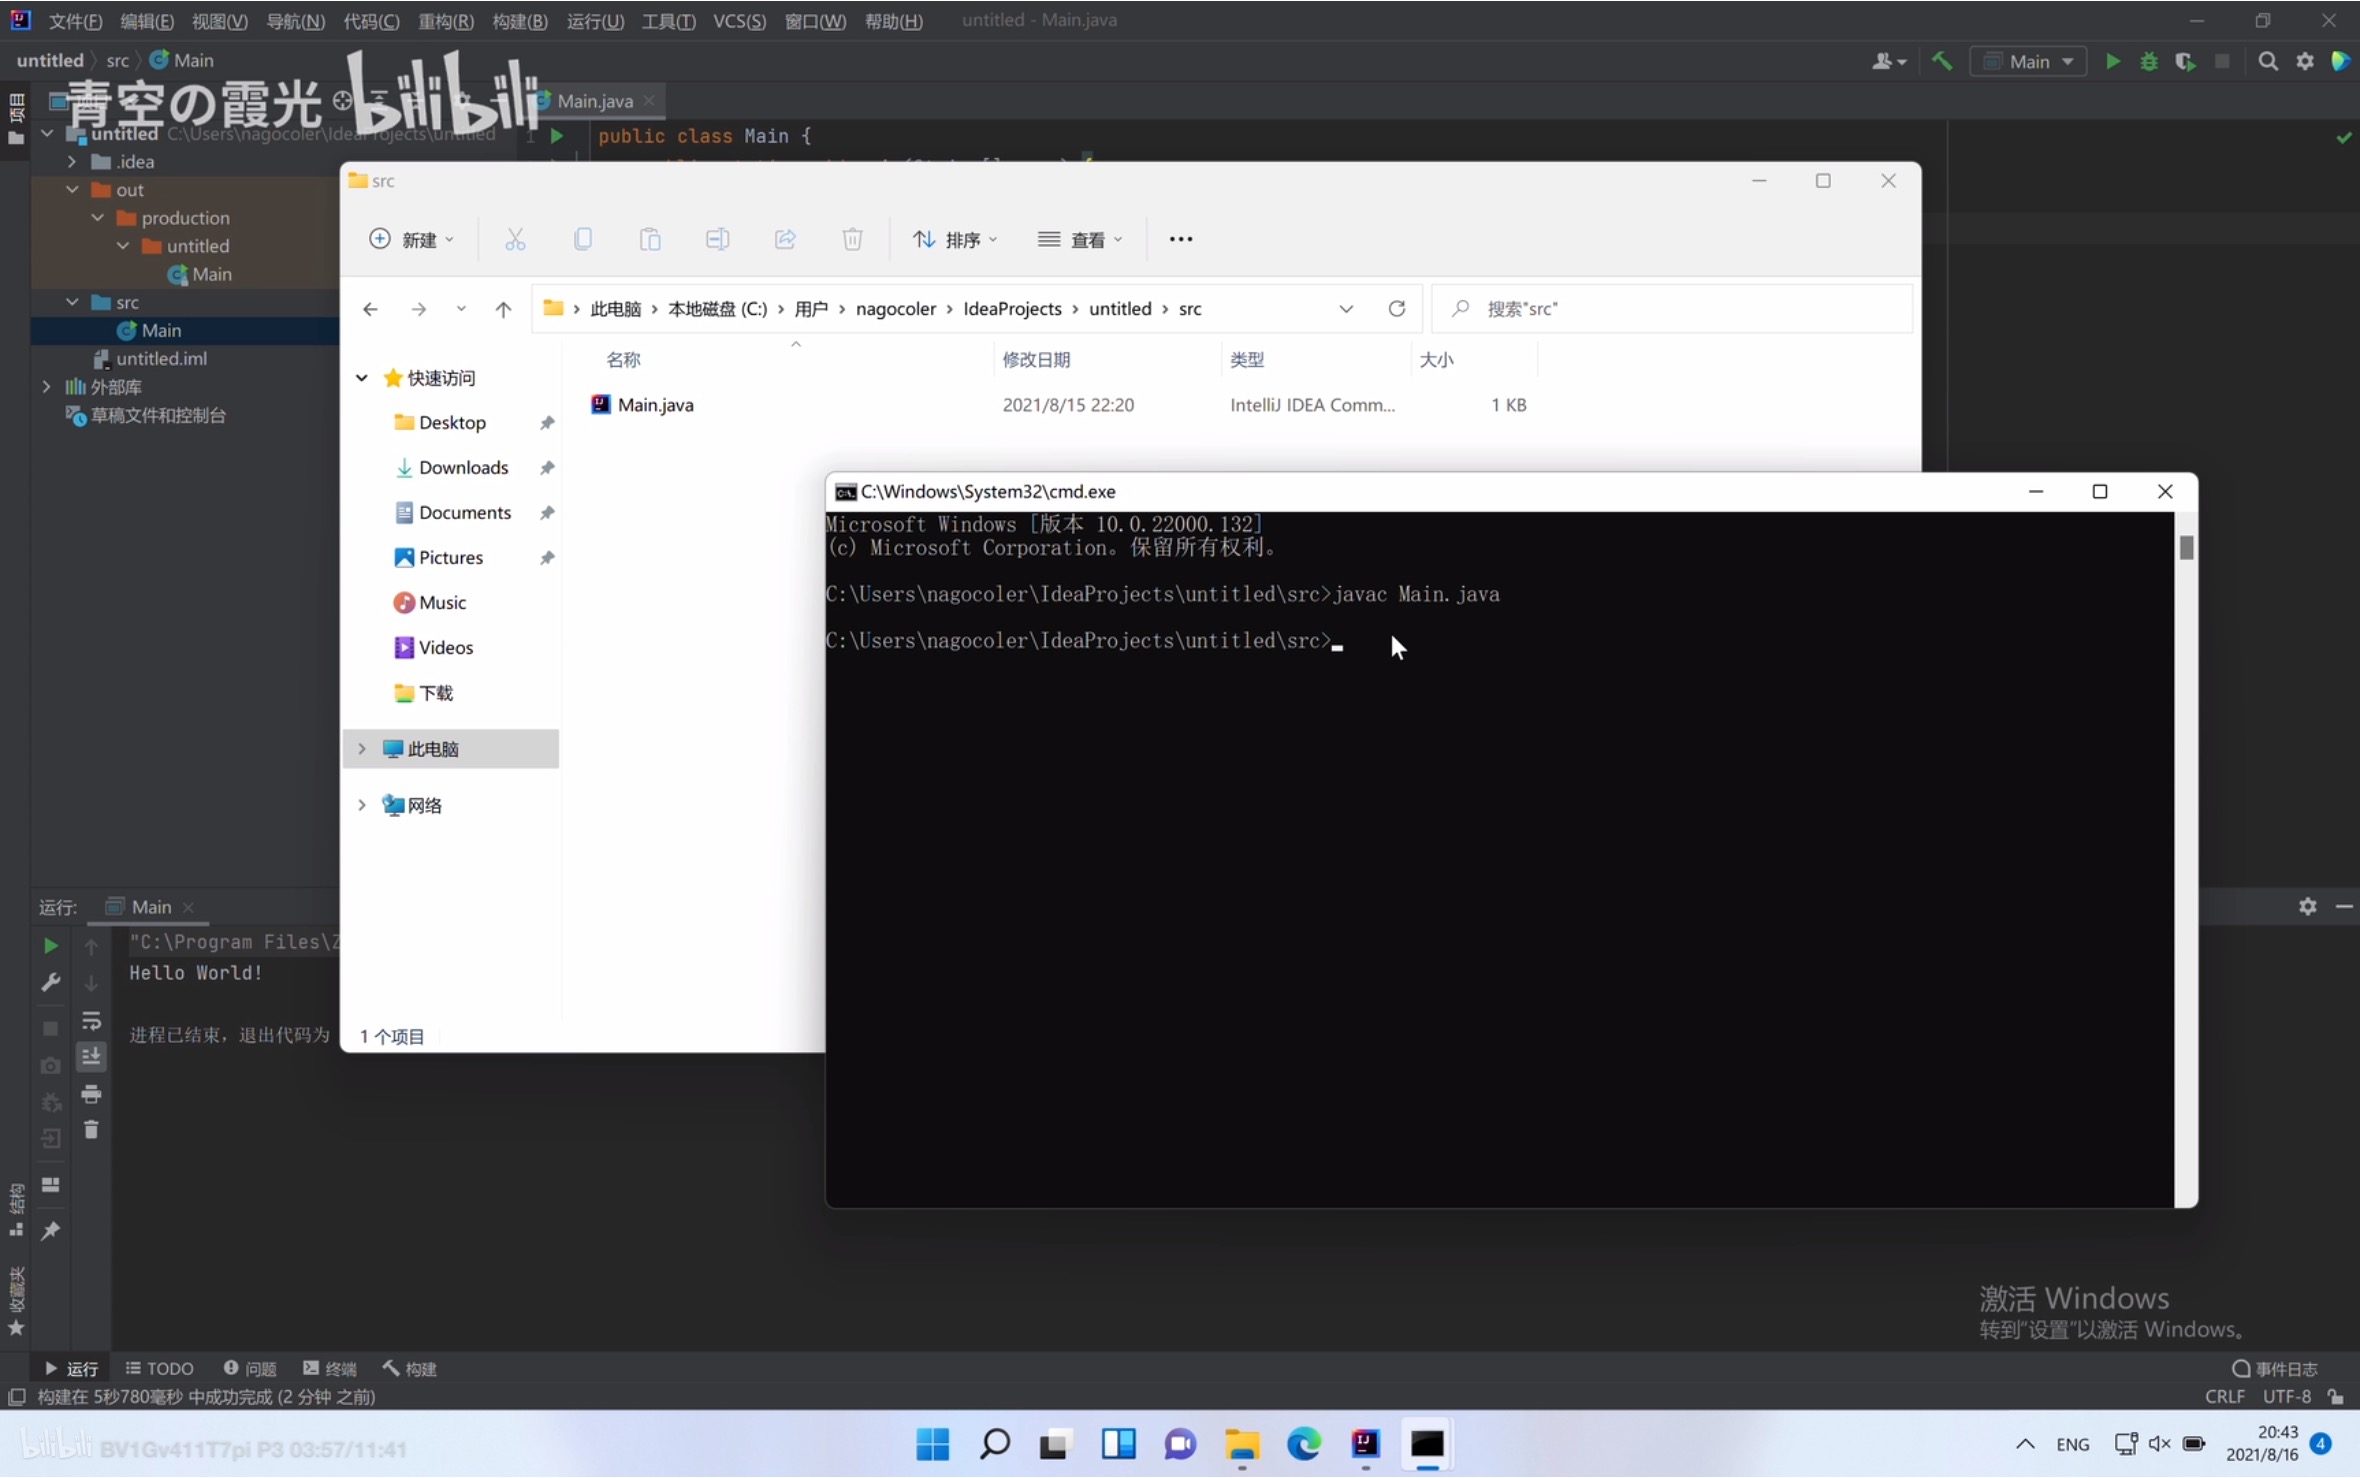 文件(F) 编辑(E) 视图(V) 导航(N) 代码(C) 重构(R) 构建(B) 运行(U) 工具(T) VCS(S) 窗口(W) 帮助(H) untitled - Main.java
untitled src Main
Main
青空の霞光 bilibili
Main.java
项目
untitled C:\Users\nagocoler\IdeaProjects\untitled
1 public class Main {
.idea
out
production
untitled
Main
src
Main
untitled.iml
外部库
草稿文件和控制台
src
新建 排序 查看
此电脑 本地磁盘 (C:) 用户 nagocoler IdeaProjects untitled src
搜索"src"
名称 修改日期 类型 大小
Main.java 2021/8/15 22:20 IntelliJ IDEA Comm... 1 KB
快速访问
Desktop
Downloads
Documents
Pictures
Music
Videos
下载
此电脑
网络
1 个项目
C:\Windows\System32\cmd.exe
Microsoft Windows [版本 10.0.22000.132]
(c) Microsoft Corporation。保留所有权利。
C:\Users\nagocoler\IdeaProjects\untitled\src>javac Main.java
C:\Users\nagocoler\IdeaProjects\untitled\src>
运行: Main
"C:\Program Files\Z
Hello World!
进程已结束，退出代码为
结构
收藏夹
激活 Windows
转到"设置"以激活 Windows。
运行 TODO 问题 终端 构建
事件日志
构建在 5秒780毫秒 中成功完成 (2 分钟 之前)
CRLF UTF-8
bilibili BV1Gv411T7pi P3 03:57/11:41
ENG
20:43
2021/8/16
4